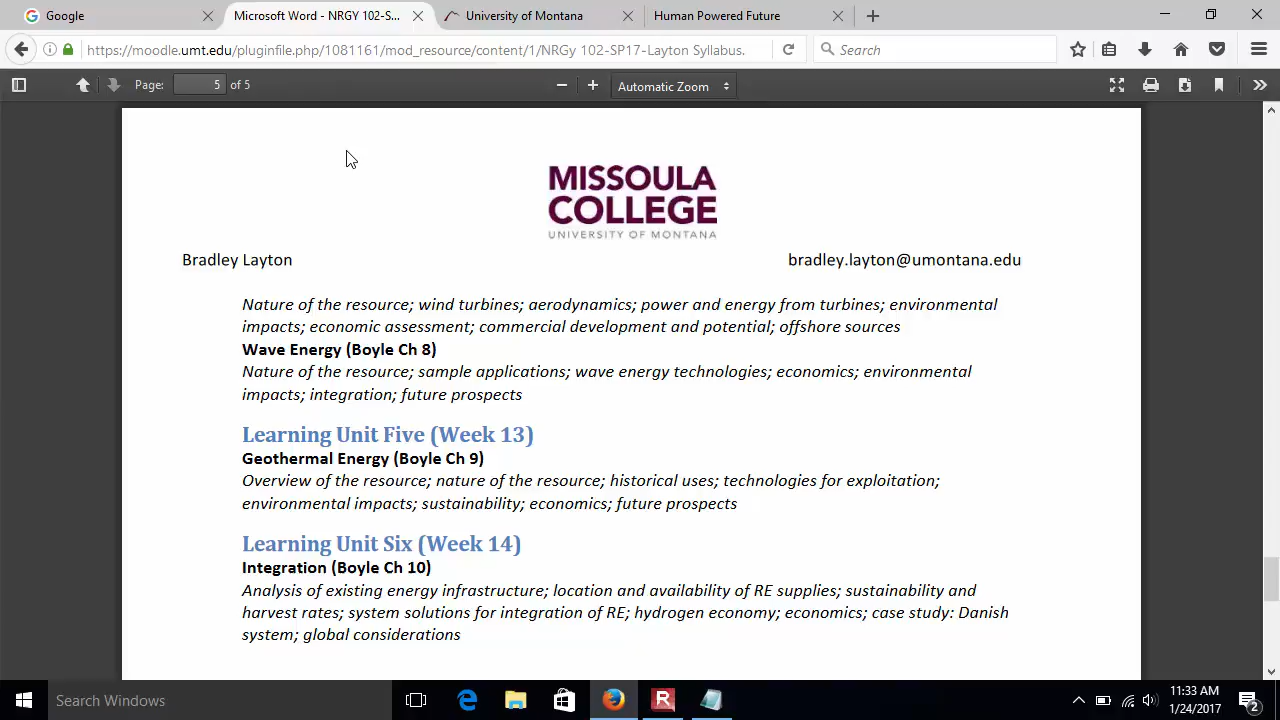 Google
Microsoft Word - NRGY 102-S...
University of Montana
Human Powered Future
https://moodle.umt.edu/pluginfile.php/1081161/mod_resource/content/1/NRGy 102-SP17-Layton Syllabus.
Search
Page: 5 of 5
Automatic Zoom
MISSOULA
COLLEGE
UNIVERSITY OF MONTANA
Bradley Layton
bradley.layton@umontana.edu
Nature of the resource; wind turbines; aerodynamics; power and energy from turbines; environmental
impacts; economic assessment; commercial development and potential; offshore sources
Wave Energy (Boyle Ch 8)
Nature of the resource; sample applications; wave energy technologies; economics; environmental
impacts; integration; future prospects
Learning Unit Five (Week 13)
Geothermal Energy (Boyle Ch 9)
Overview of the resource; nature of the resource; historical uses; technologies for exploitation;
environmental impacts; sustainability; economics; future prospects
Learning Unit Six (Week 14)
Integration (Boyle Ch 10)
Analysis of existing energy infrastructure; location and availability of RE supplies; sustainability and
harvest rates; system solutions for integration of RE; hydrogen economy; economics; case study: Danish
system; global considerations
Search Windows
11:33 AM
1/24/2017
2